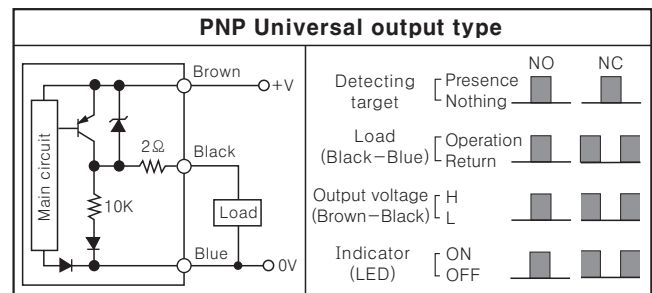 PNP Universal output type
Brown
+V
Main circuit
2Ω
Black
10K
Load
Blue
0V
NO NC
Detecting target Presence Nothing
Load (Black-Blue) Operation Return
Output voltage (Brown-Black) H L
Indicator (LED) ON OFF